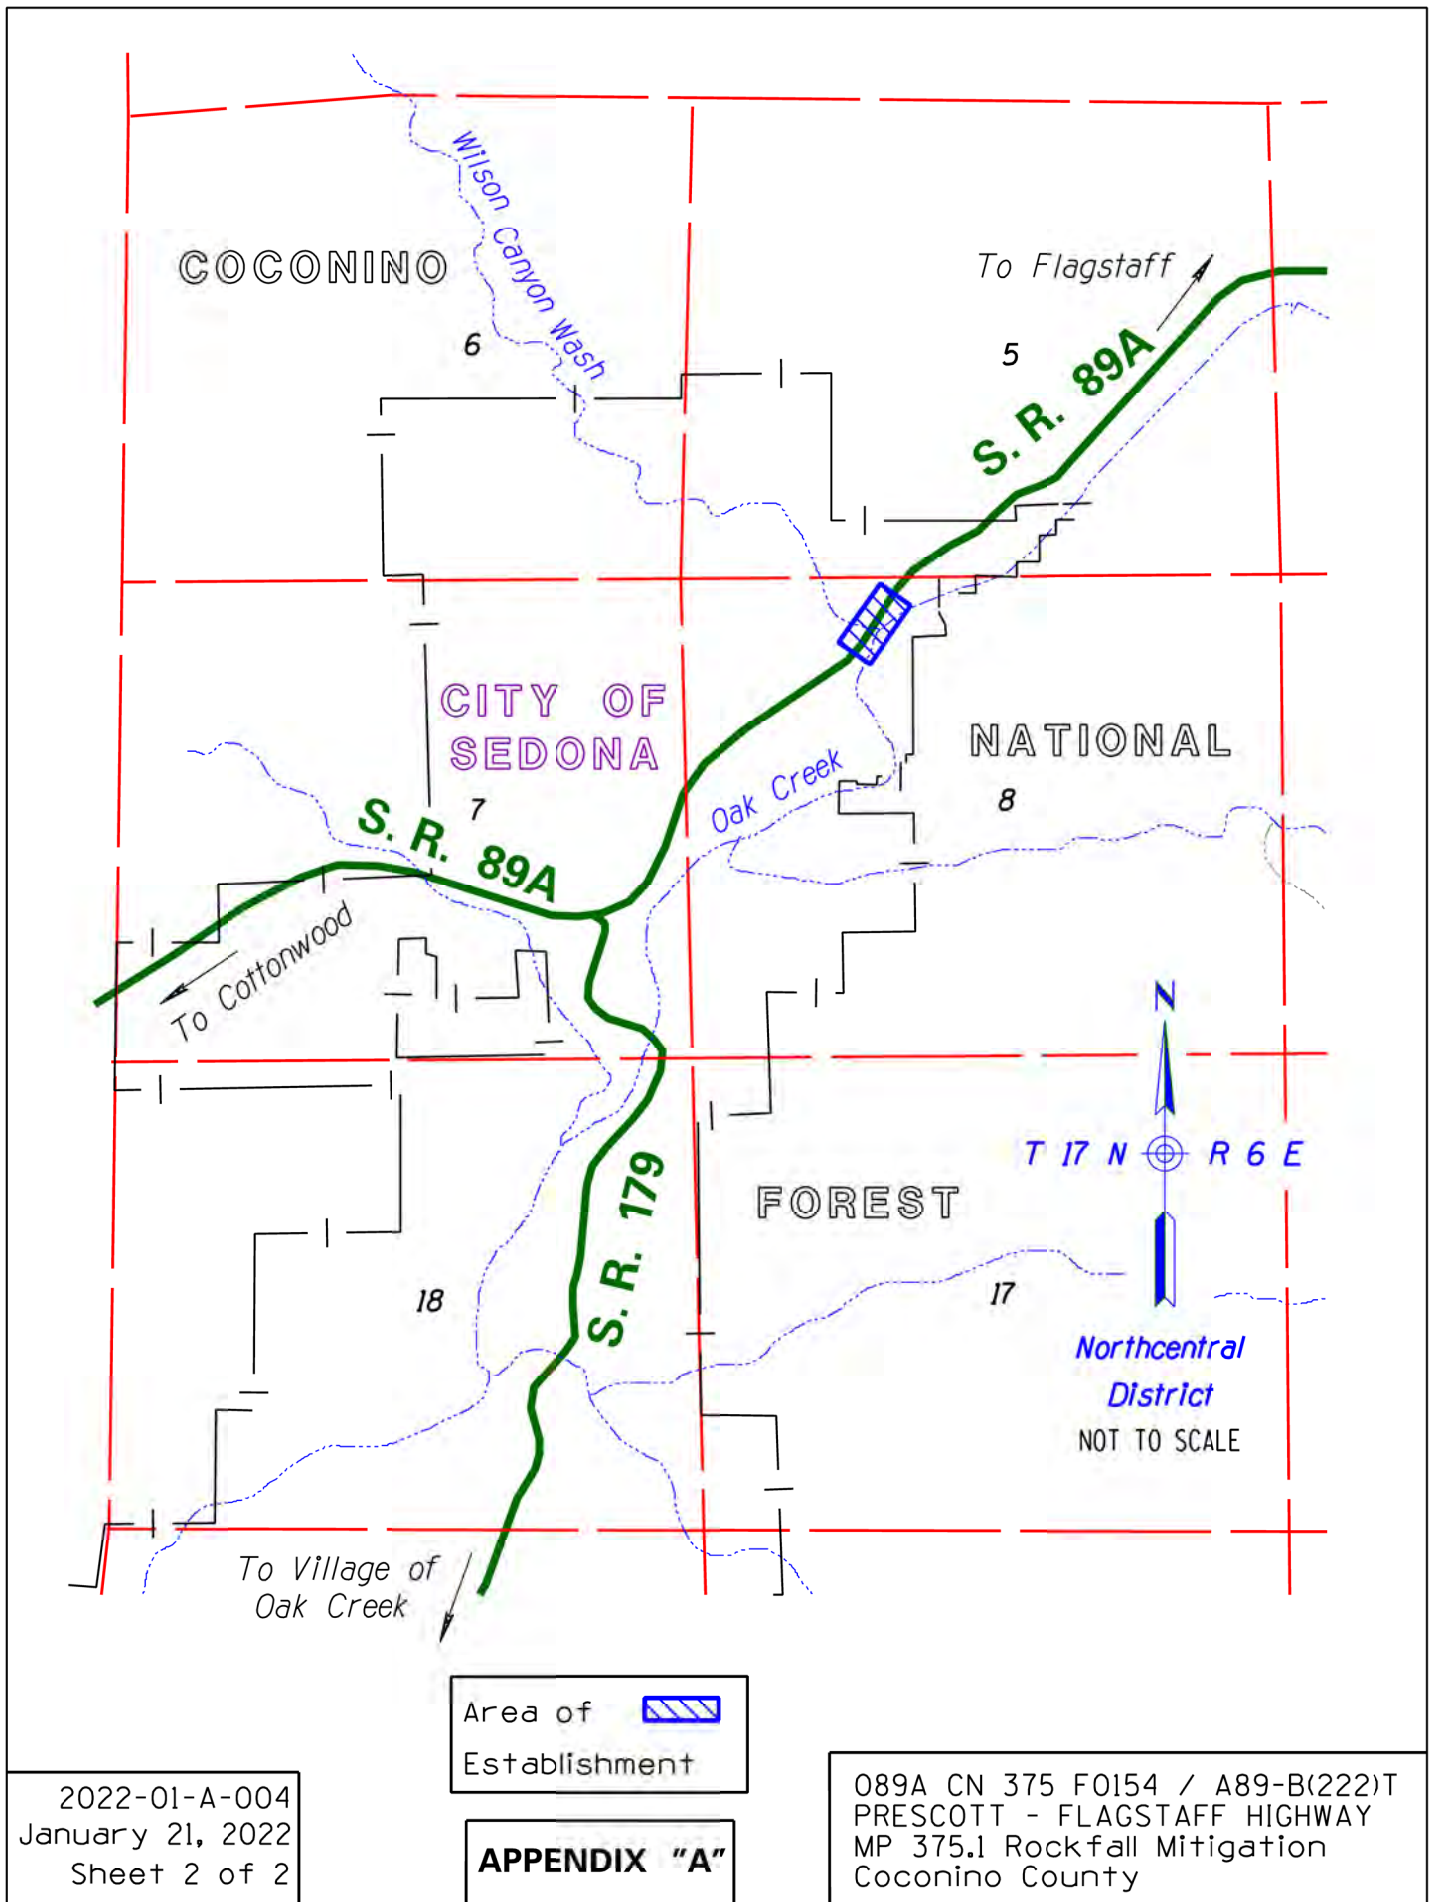 Wilson Canyon Wash
COCONINO
To Flagstaff
6
5
S. R. 89A
CITY OF
SEDONA
NATIONAL
Oak Creek
7
8
S. R. 89A
To Cottonwood
N
T 17 N R 6 E
FOREST
S. R. 179
18
17
Northcentral
District
NOT TO SCALE
To Village of
Oak Creek
Area of
Establishment
2022-01-A-004
January 21, 2022
Sheet 2 of 2
APPENDIX "A"
089A CN 375 F0154 / A89-B(222)T
PRESCOTT - FLAGSTAFF HIGHWAY
MP 375.1 Rockfall Mitigation
Coconino County